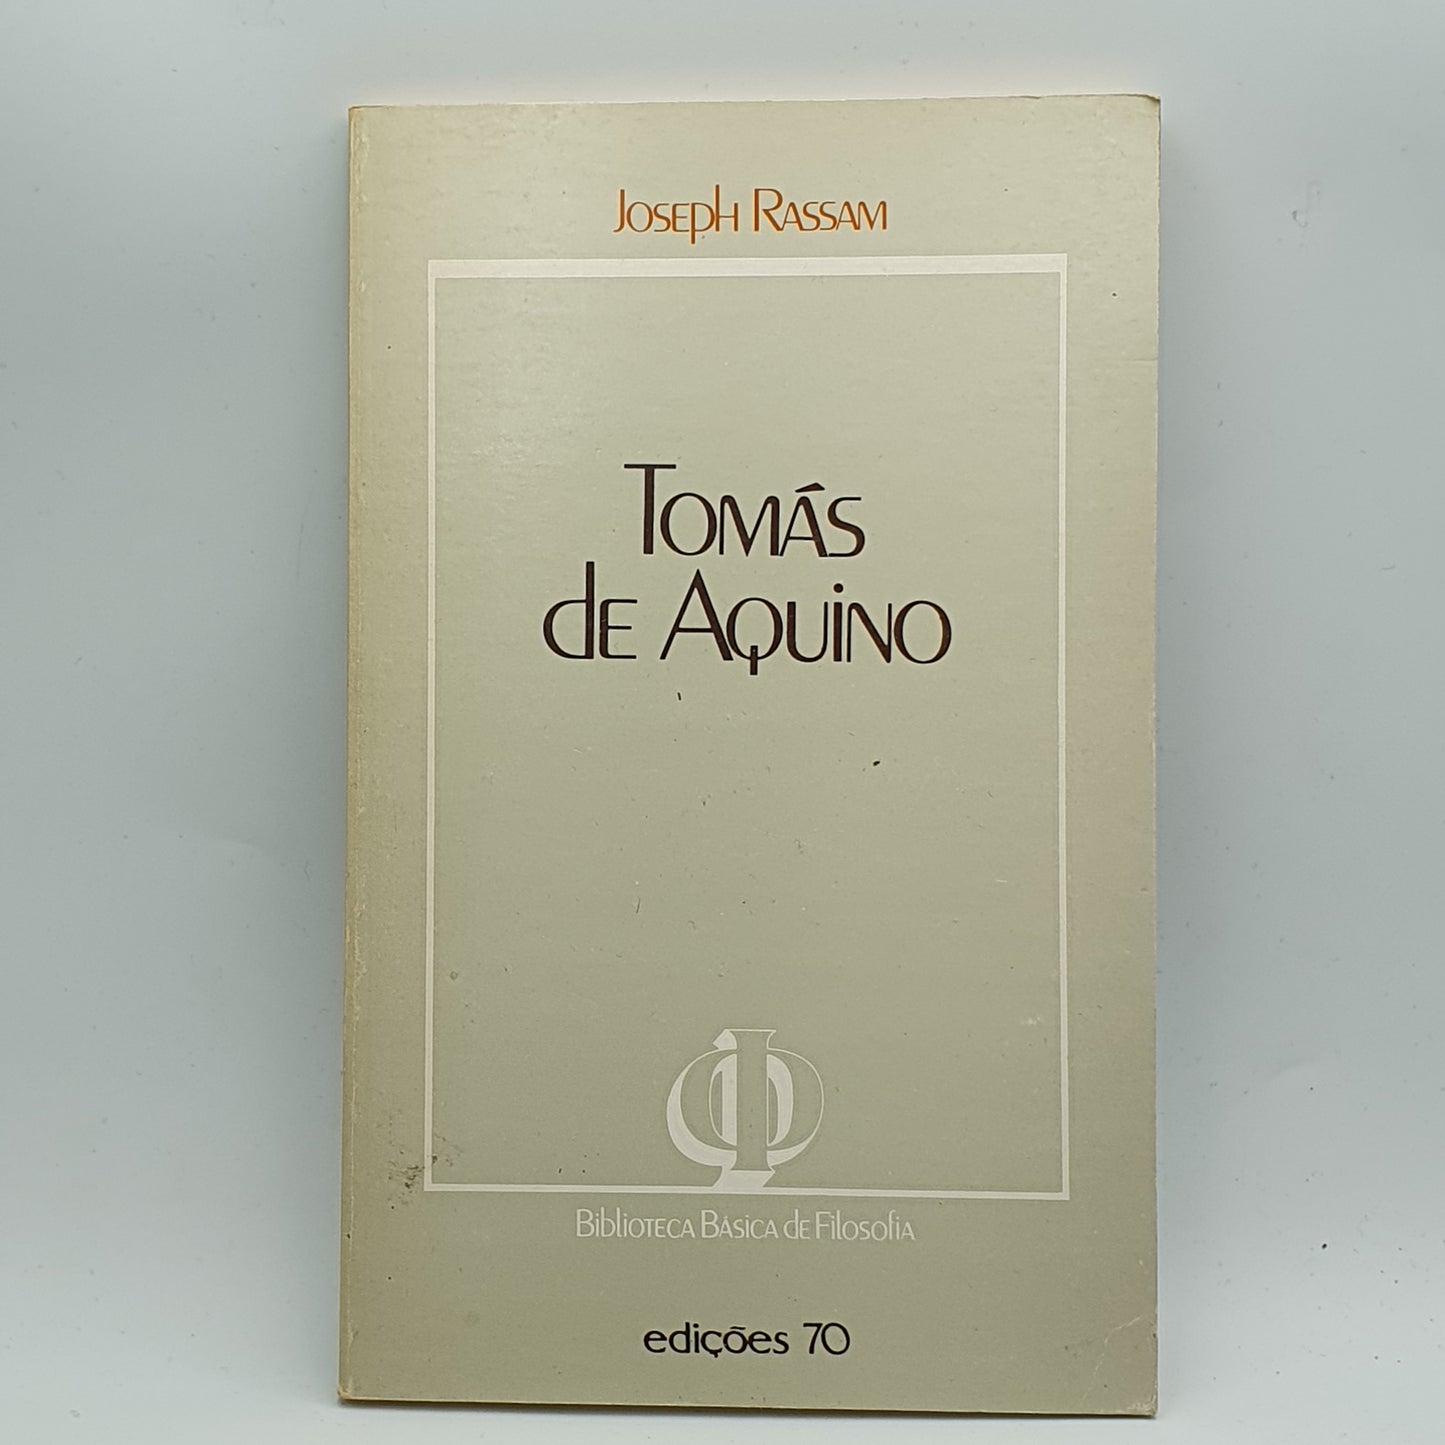 Joseph Rassam
Tomás
de Aquino
Biblioteca Básica de Filosofia
edições 70